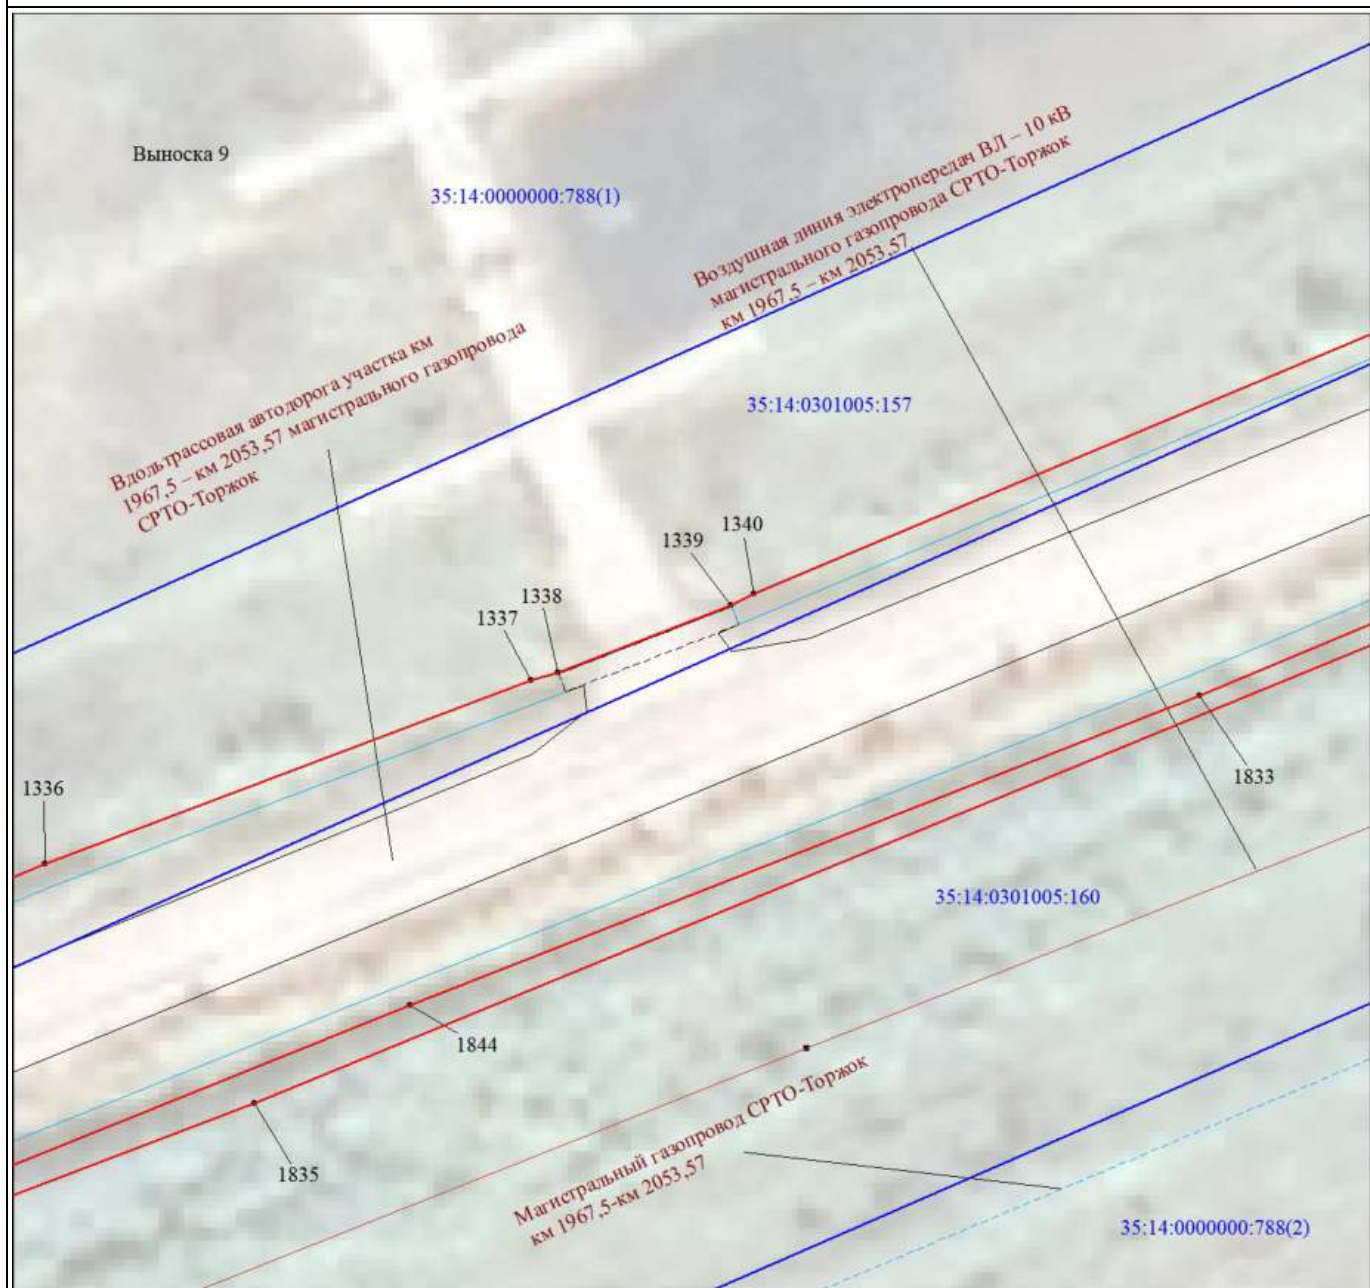 Выноска 9
35:14:0000000:788(1)
Воздушная линия электропередач ВЛ – 10 кВ
магистрального газопровода СРТО-Торжок
км 1967,5 – км 2053,57
Вдольтрассовая автодорога участка км
1967,5 – км 2053,57 магистрального газопровода
СРТО-Торжок
35:14:0301005:157
1340
1339
1338
1337
1336
1833
35:14:0301005:160
1844
1835
Магистральный газопровод СРТО-Торжок
км 1967,5-км 2053,57
35:14:0000000:788(2)